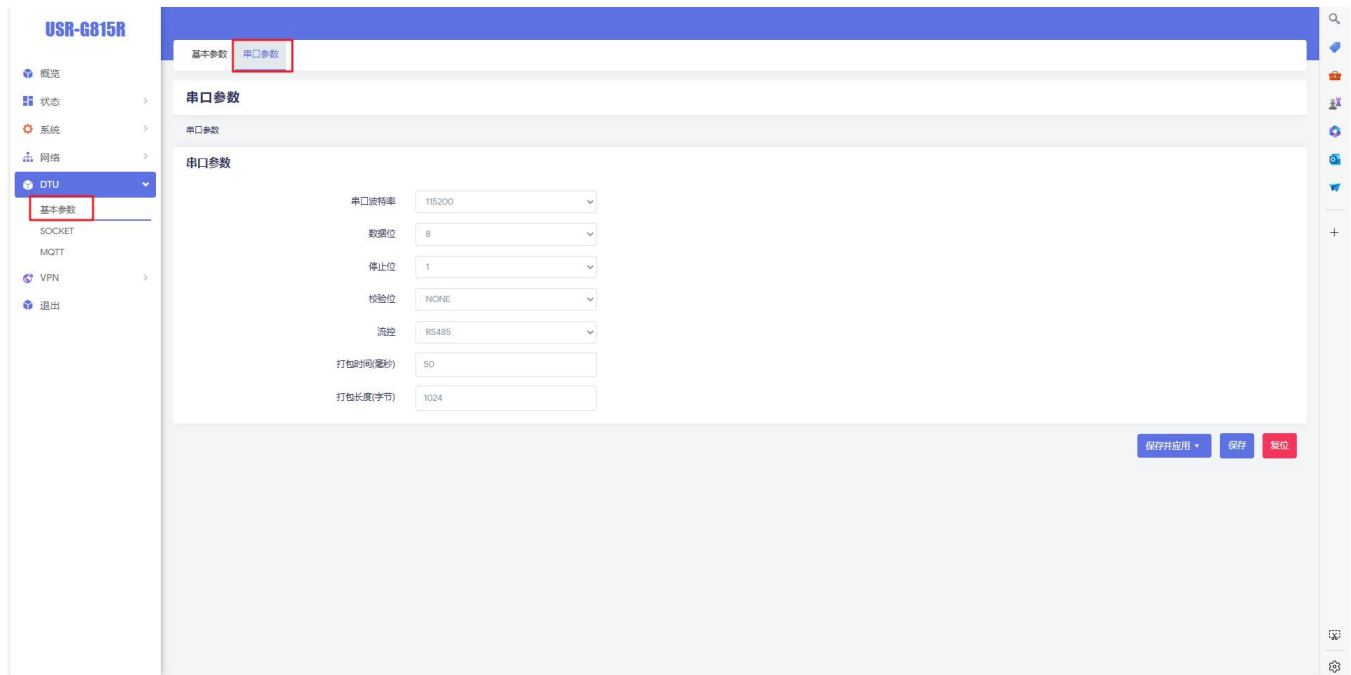 USR-G815R
概览
状态
系统
网络
DTU
基本参数
SOCKET
MQTT
VPN
退出
基本参数 串口参数
串口参数
串口参数
串口参数
串口波特率 115200
数据位 8
停止位 1
校验位 NONE
流控 RS485
打包时间(毫秒) 50
打包长度(字节) 1024
保存并应用 保存 复位